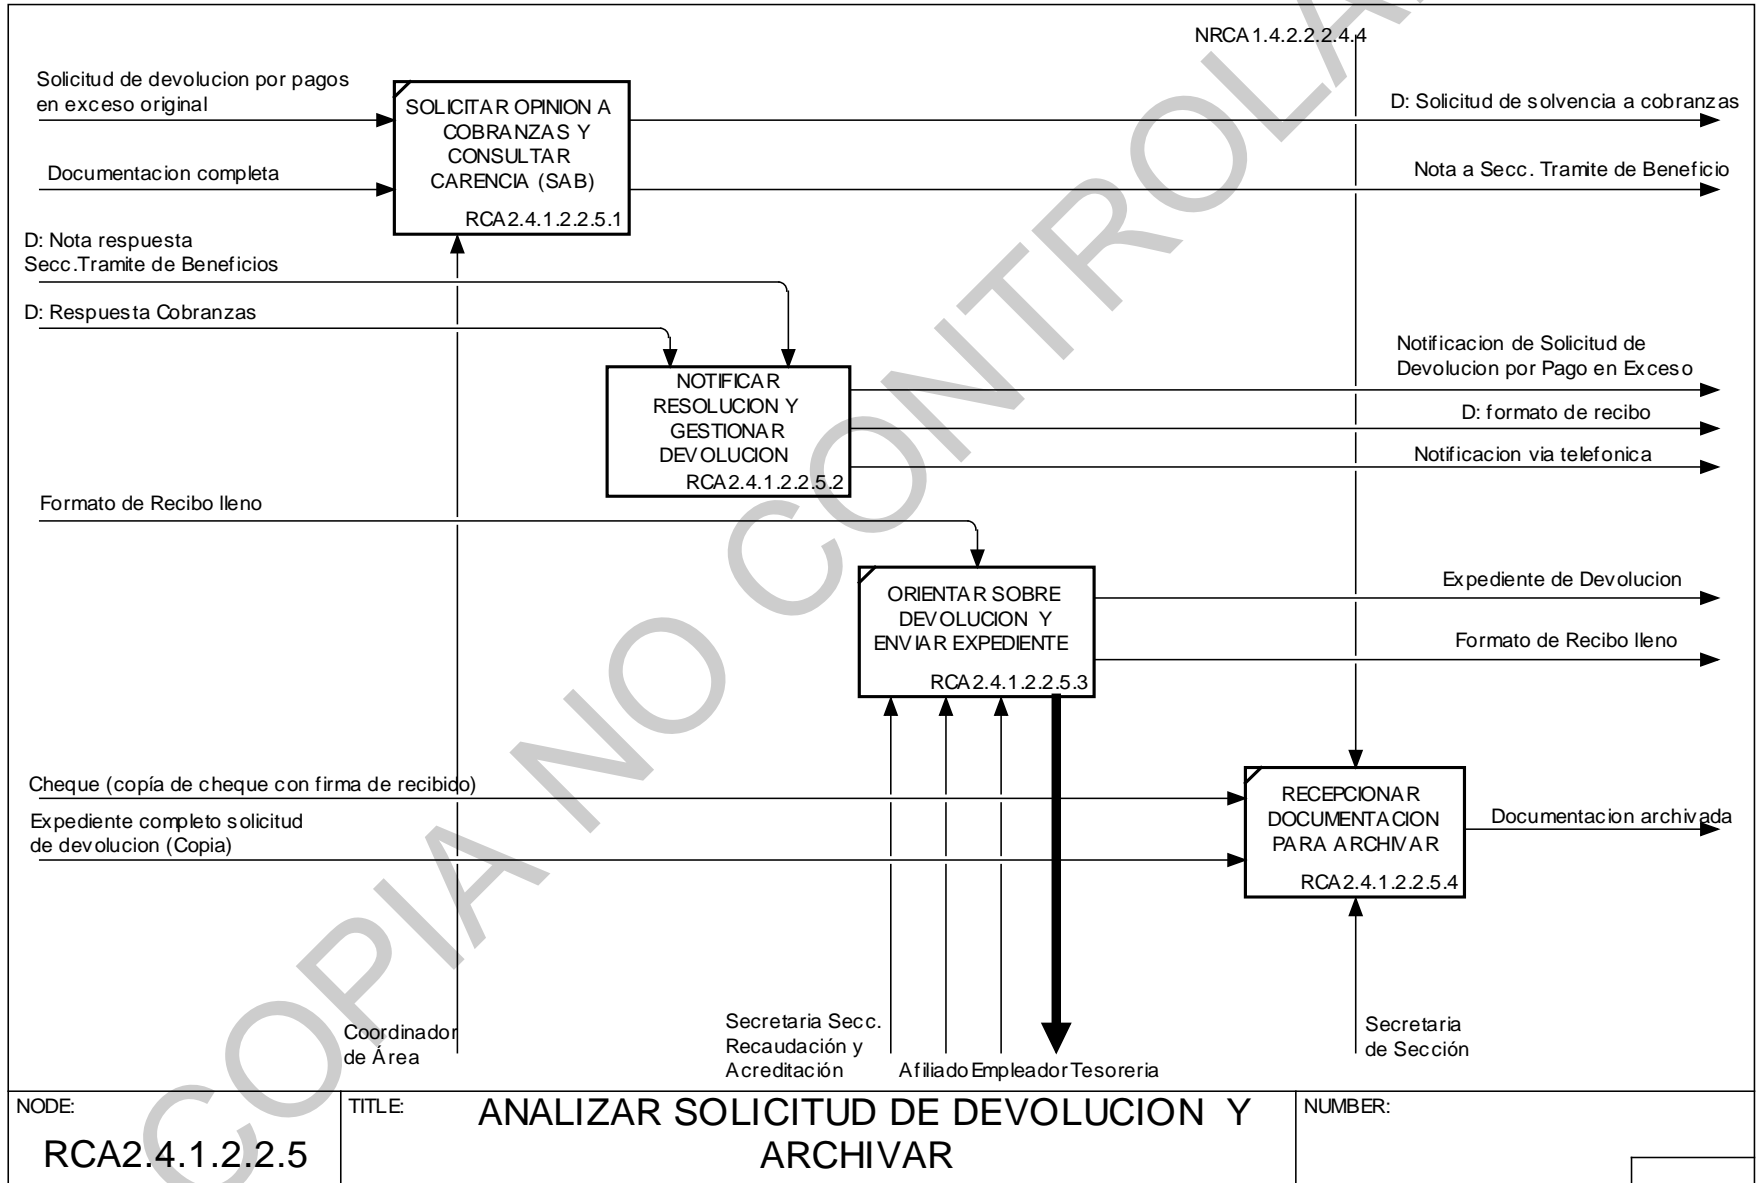 NRCA1.4.2.2.2.4.4
Solicitud de devolucion por pagos
en exceso original
Documentacion completa
SOLICITAR OPINION A
COBRANZAS Y
CONSULTAR
CARENCIA (SAB)
RCA2.4.1.2.2.5.1
D: Solicitud de solvencia a cobranzas
Nota a Secc. Tramite de Beneficio
D: Nota respuesta
Secc.Tramite de Beneficios
D: Respuesta Cobranzas
NOTIFICAR
RESOLUCION Y
GESTIONAR
DEVOLUCION
RCA2.4.1.2.2.5.2
Notificacion de Solicitud de
Devolucion por Pago en Exceso
D: formato de recibo
Notificacion via telefonica
Formato de Recibo lleno
ORIENTAR SOBRE
DEVOLUCION Y
ENVIAR EXPEDIENTE
RCA2.4.1.2.2.5.3
Expediente de Devolucion
Formato de Recibo lleno
Cheque (copía de cheque con firma de recibido)
Expediente completo solicitud
de devolucion (Copia)
RECEPCIONAR
DOCUMENTACION
PARA ARCHIVAR
RCA2.4.1.2.2.5.4
Documentacion archivada
Coordinador
de Área
Secretaria Secc.
Recaudación y
Acreditación
Afiliado
Empleador
Tesoreria
Secretaria
de Sección
COPIA NO CONTROLA
NODE:
RCA2.4.1.2.2.5
TITLE:
ANALIZAR SOLICITUD DE DEVOLUCION Y
ARCHIVAR
NUMBER: